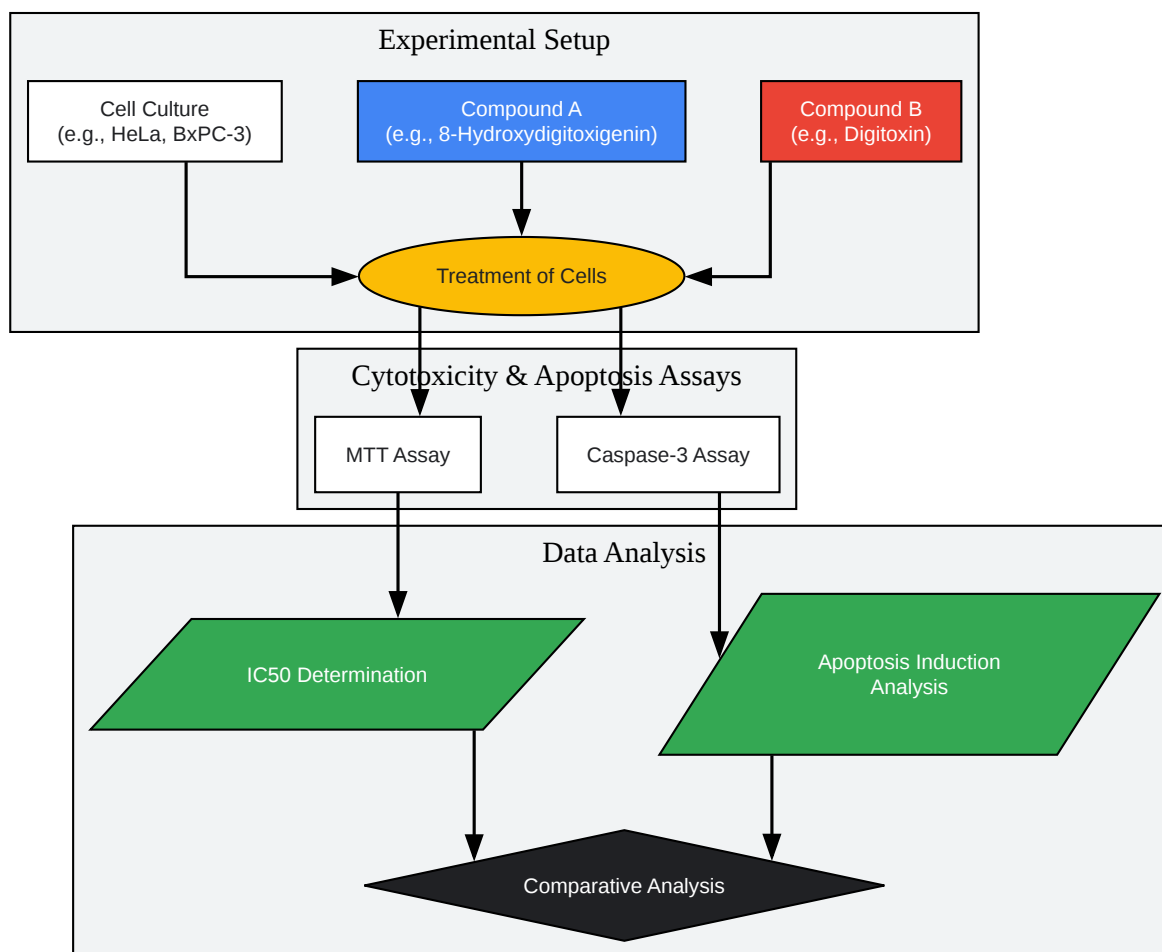 Experimental Setup
Cell Culture
(e.g., HeLa, BxPC-3)
Compound A
(e.g., 8-Hydroxydigitoxigenin)
Compound B
(e.g., Digitoxin)
Treatment of Cells
Cytotoxicity & Apoptosis Assays
MTT Assay
Caspase-3 Assay
Data Analysis
IC50 Determination
Apoptosis Induction
Analysis
Comparative Analysis